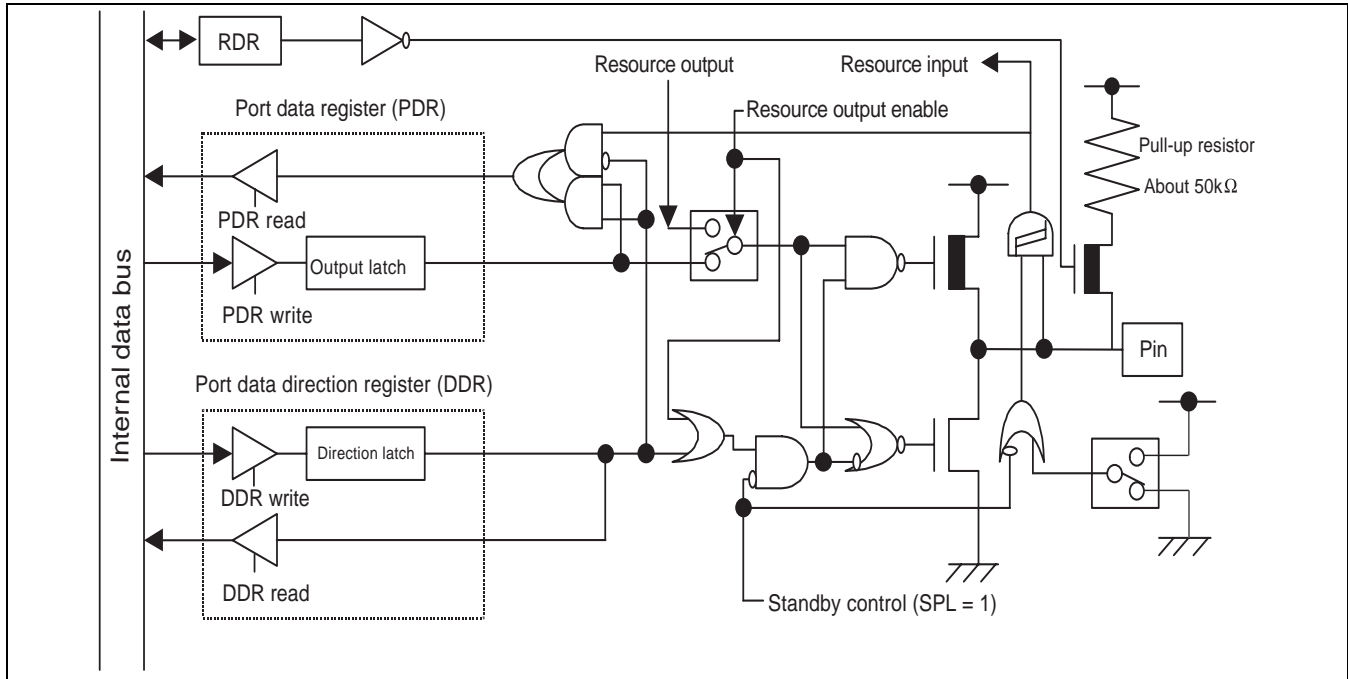 RDR
Resource output
Resource input
Port data register (PDR)
Resource output enable
Pull-up resistor
About 50kΩ
PDR read
Output latch
PDR write
Internal data bus
Pin
Port data direction register (DDR)
Direction latch
DDR write
DDR read
Standby control (SPL = 1)